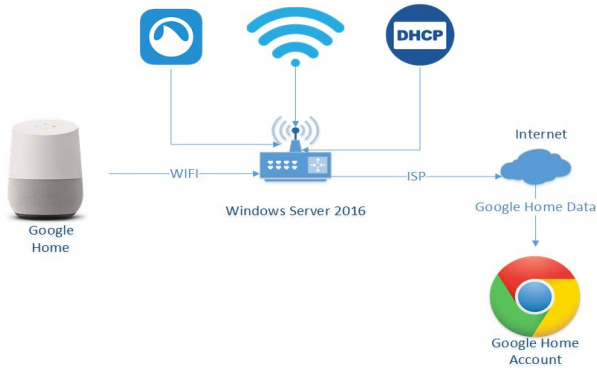 DHCP
Internet
WIFI
ISP
Windows Server 2016
Google Home Data
Google
Home
Google Home
Account